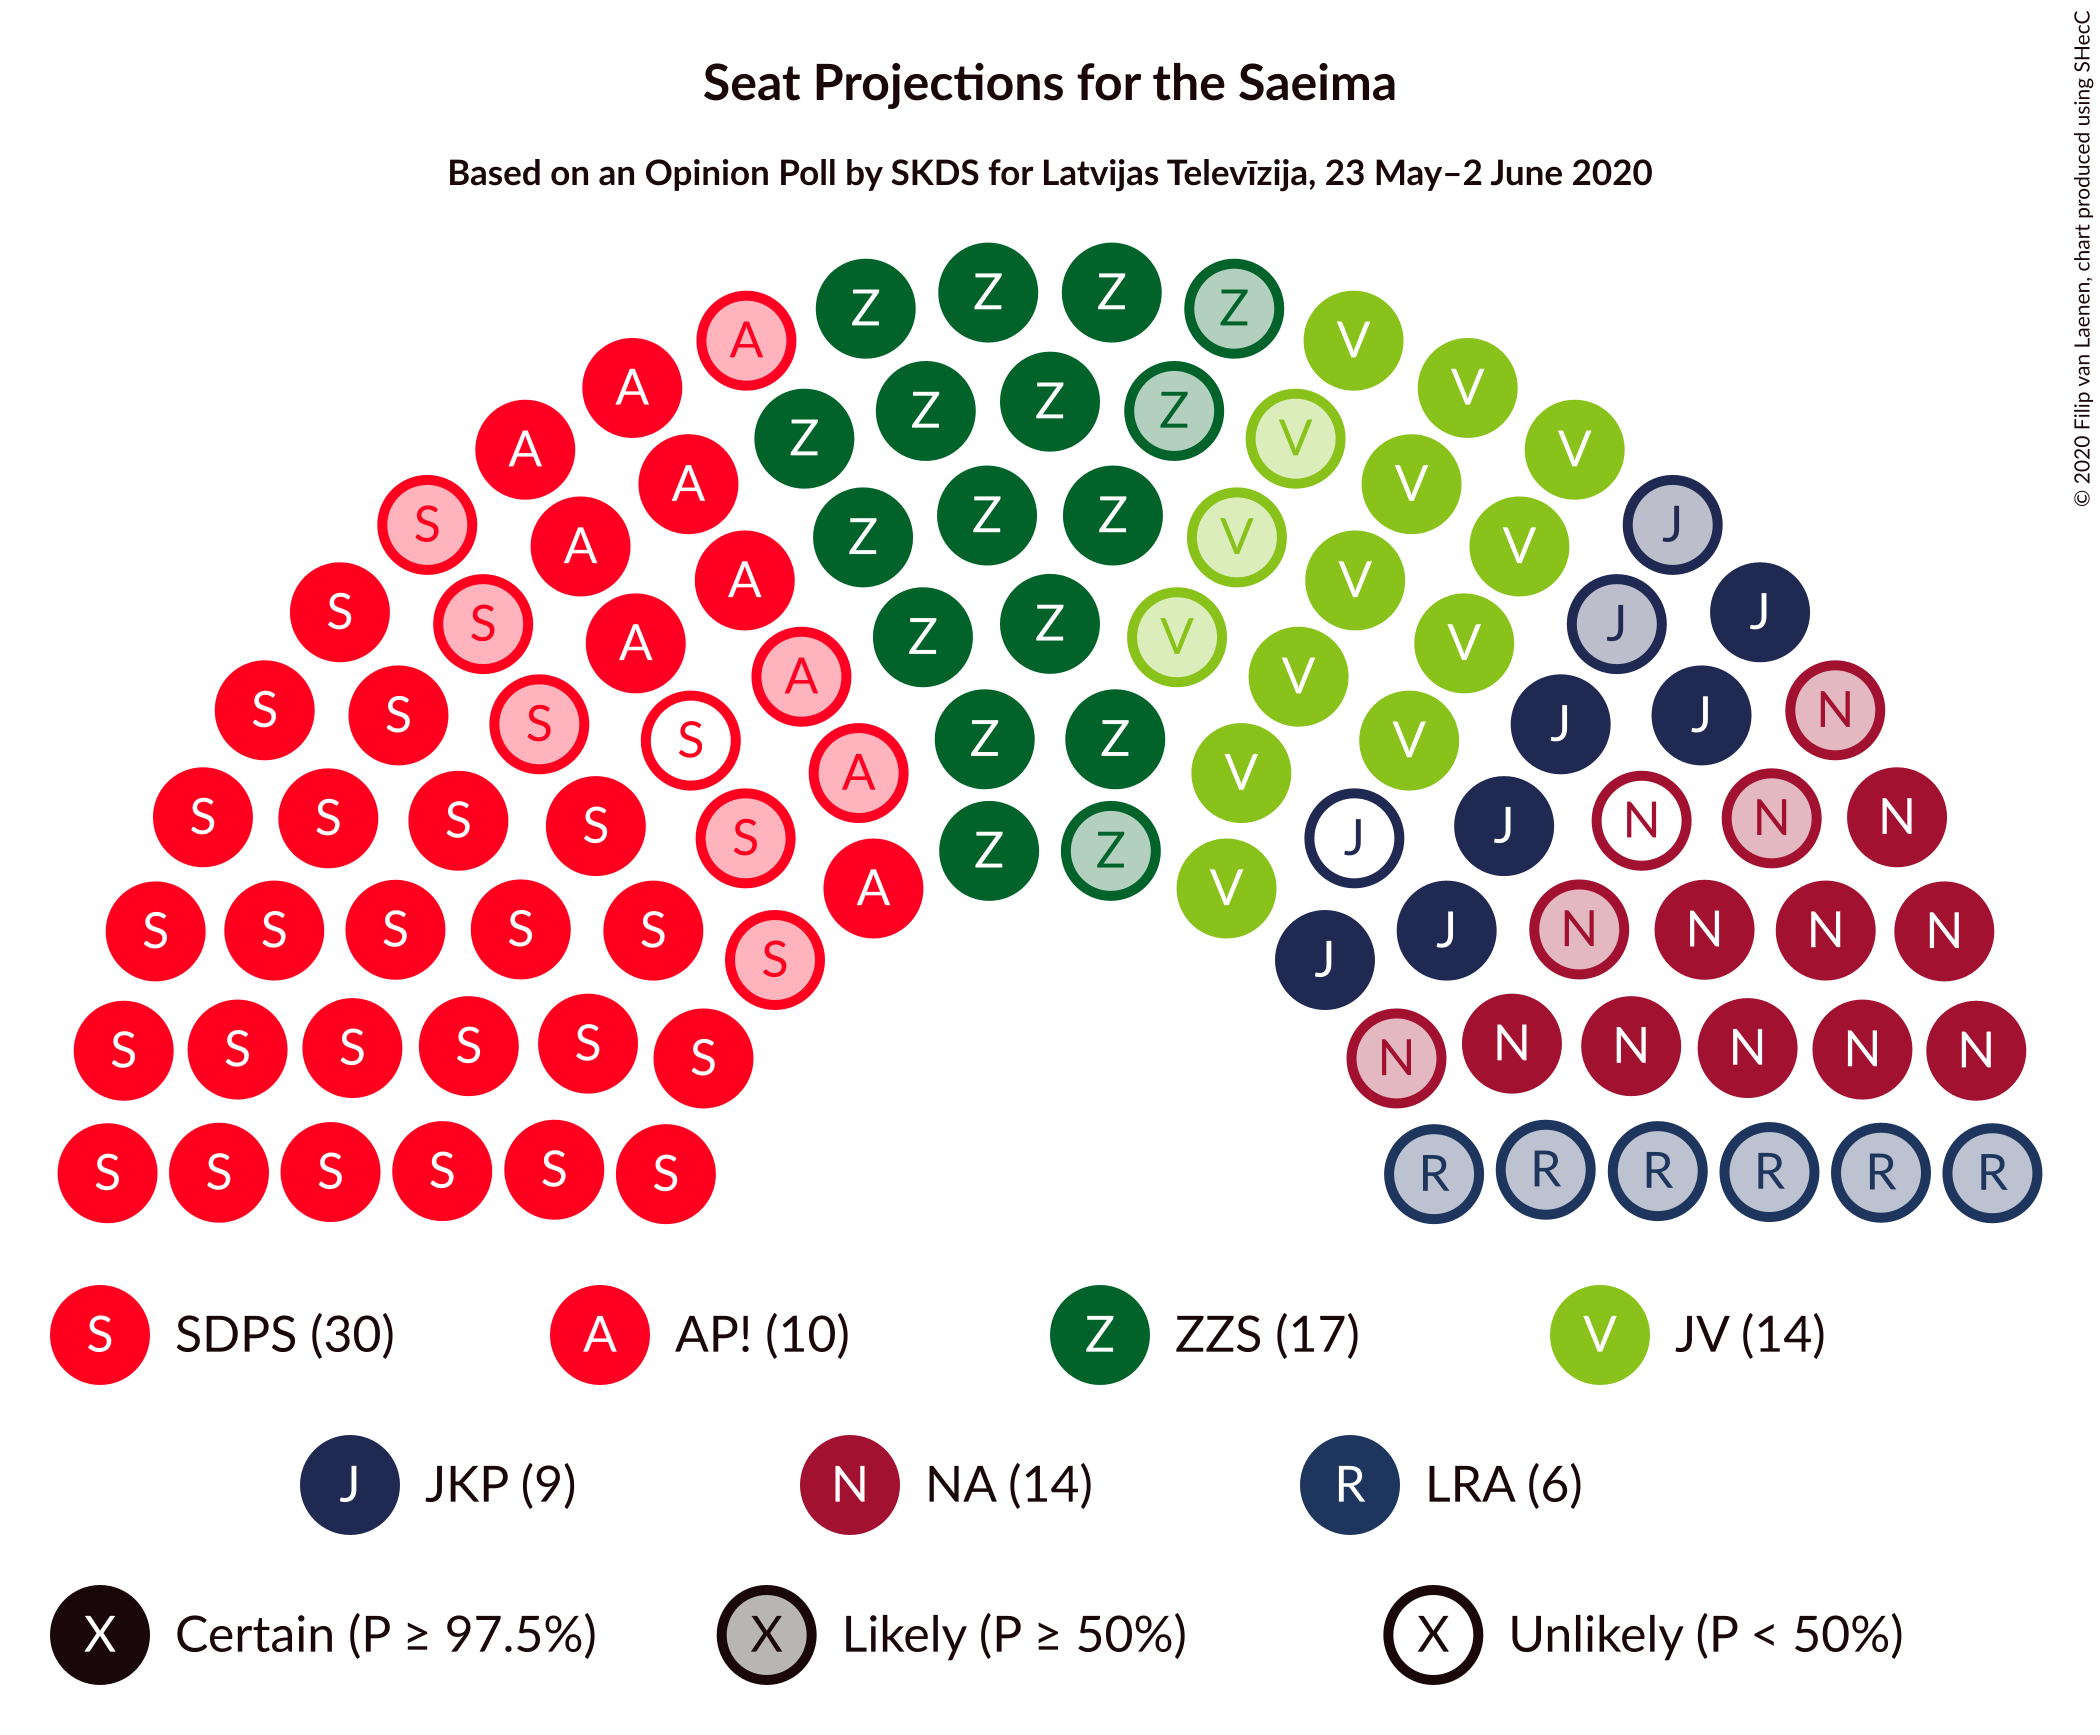 Seat Projections for the Saeima
Based on an Opinion Poll by SKDS for Latvijas Televīzija, 23 May–2 June 2020
© 2020 Filip van Laenen, chart produced using SHecC
Z Z Z Z
A V
A V
Z Z Z Z V
A V
A V
S Z Z Z V J
A V
A V
S S Z Z V J J
A V
A V
S S S Z Z V J J N
A V
S S S S S A Z Z V J J N N N
S S S S S S A V J J N N N N
S S S S S S N N N N N N
S S S S S S R R R R R R
S SDPS (30) A AP! (10) Z ZZS (17) V JV (14)
J JKP (9) N NA (14) R LRA (6)
X Certain (P ≥ 97.5%) X Likely (P ≥ 50%) X Unlikely (P < 50%)